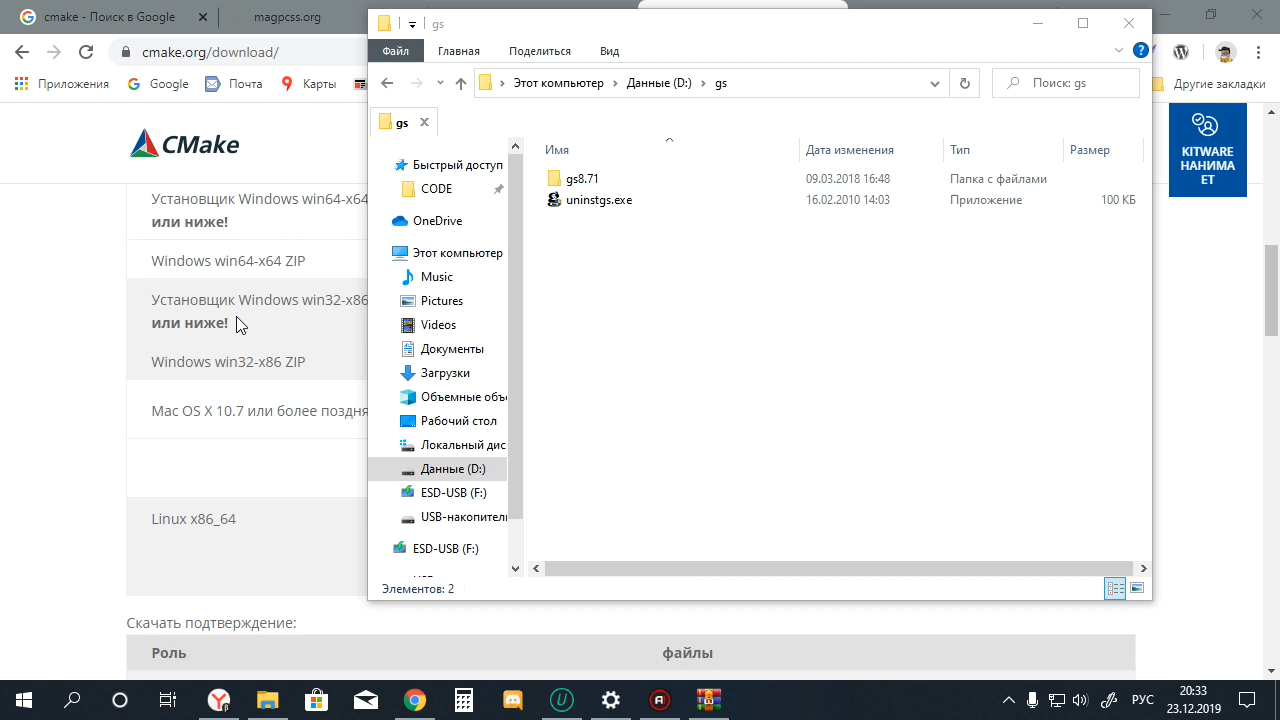 cmake - Поиск в Google
magpcss.org
gs
Файл
Главная
Поделиться
Вид
cmake.org/download/
Приложения
Google
Почта
Карты
Другие закладки
Этот компьютер
Данные (D:)
gs
Поиск: gs
gs
CMake
KITWARE
НАНИМА
ЕТ
Быстрый доступ
CODE
OneDrive
Этот компьютер
Music
Pictures
Videos
Документы
Загрузки
Объемные объ
Рабочий стол
Локальный дис
Данные (D:)
ESD-USB (F:)
USB-накопител
ESD-USB (F:)
Имя
Дата изменения
Тип
Размер
gs8.71
09.03.2018 16:48
Папка с файлами
uninstgs.exe
16.02.2010 14:03
Приложение
100 КБ
Элементов: 2
Установщик Windows win64-x64
или ниже!
Windows win64-x64 ZIP
Установщик Windows win32-x86
или ниже!
Windows win32-x86 ZIP
Mac OS X 10.7 или более поздня
Linux x86_64
Скачать подтверждение:
Роль
файлы
РУС
20:33
23.12.2019